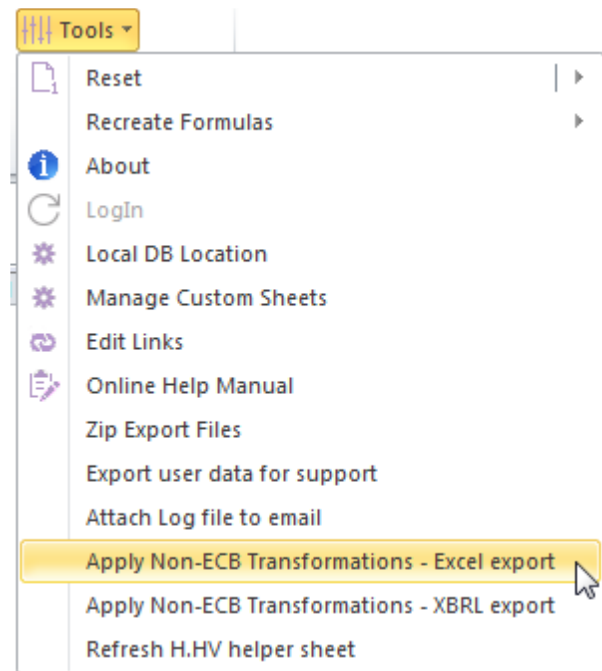 Tools
Reset
Recreate Formulas
About
LogIn
Local DB Location
Manage Custom Sheets
Edit Links
Online Help Manual
Zip Export Files
Export user data for support
Attach Log file to email
Apply Non-ECB Transformations - Excel export
Apply Non-ECB Transformations - XBRL export
Refresh H.HV helper sheet